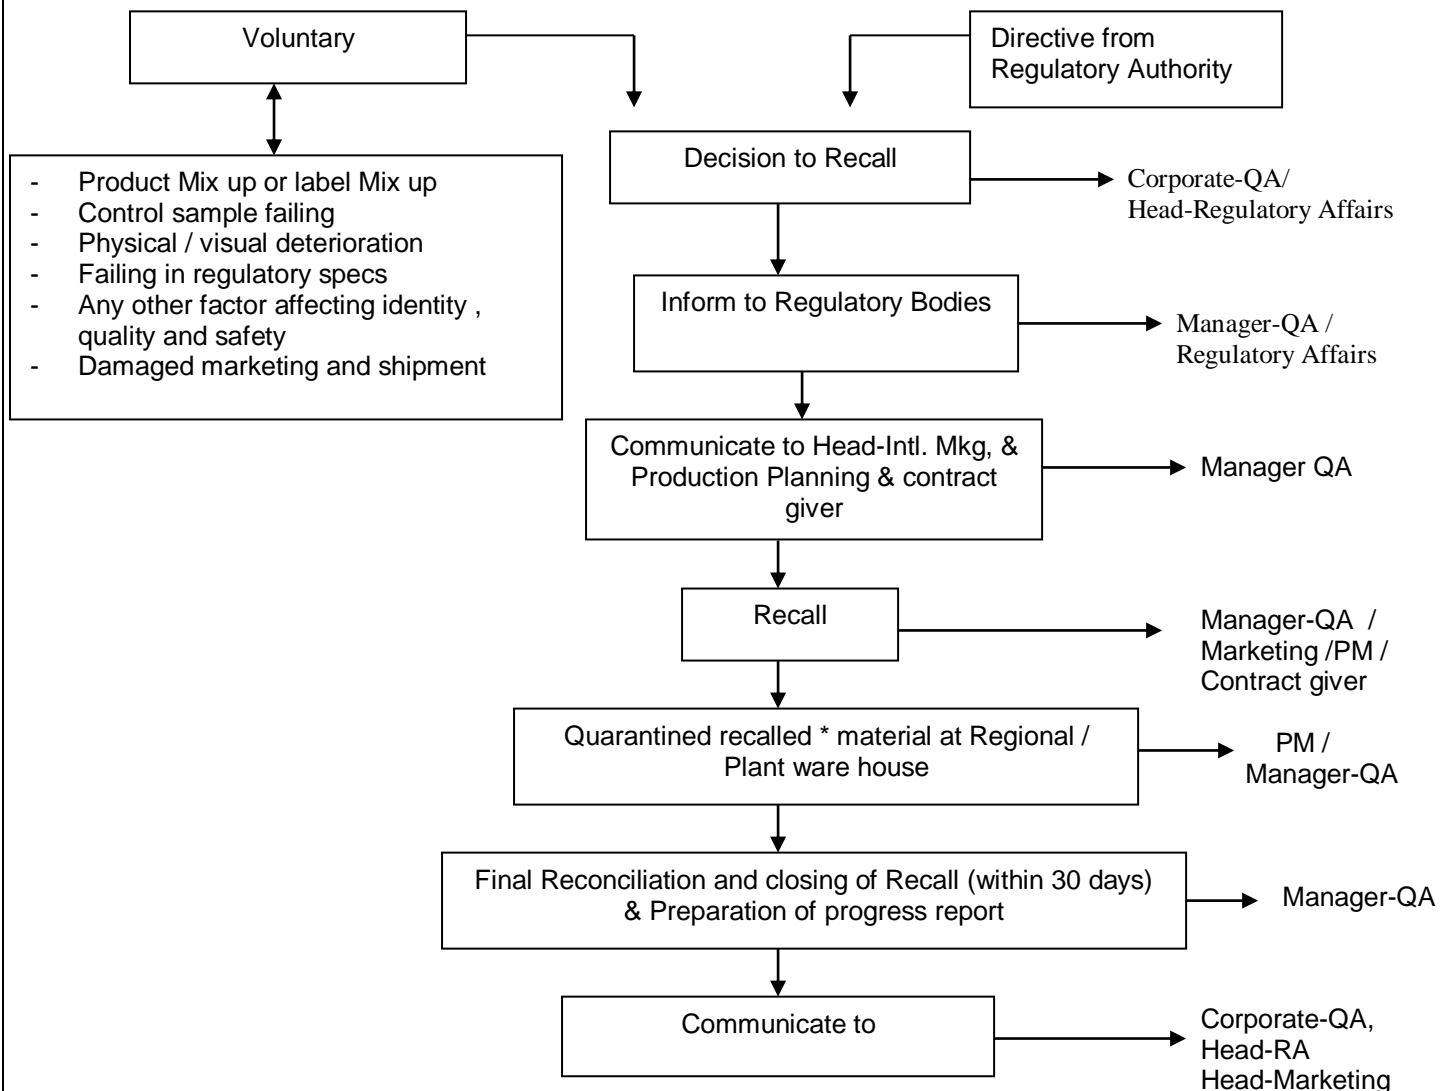 Voluntary
Directive from
Regulatory Authority
Decision to Recall
Corporate-QA/
Head-Regulatory Affairs
- Product Mix up or label Mix up
- Control sample failing
- Physical / visual deterioration
- Failing in regulatory specs
- Any other factor affecting identity ,
quality and safety
- Damaged marketing and shipment
Inform to Regulatory Bodies
Manager-QA /
Regulatory Affairs
Communicate to Head-Intl. Mkg, &
Production Planning & contract
giver
Manager QA
Recall
Manager-QA /
Marketing /PM /
Contract giver
Quarantined recalled * material at Regional /
Plant ware house
PM /
Manager-QA
Final Reconciliation and closing of Recall (within 30 days)
& Preparation of progress report
Manager-QA
Communicate to
Corporate-QA,
Head-RA
Head-Marketing